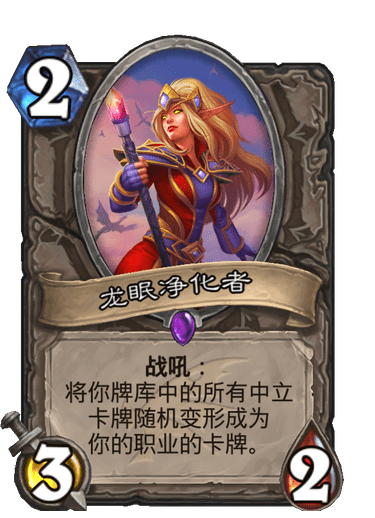 2
龙眠净化者
战吼：
将你牌库中的所有中立
卡牌随机变形成为
你的职业的卡牌。
3
2